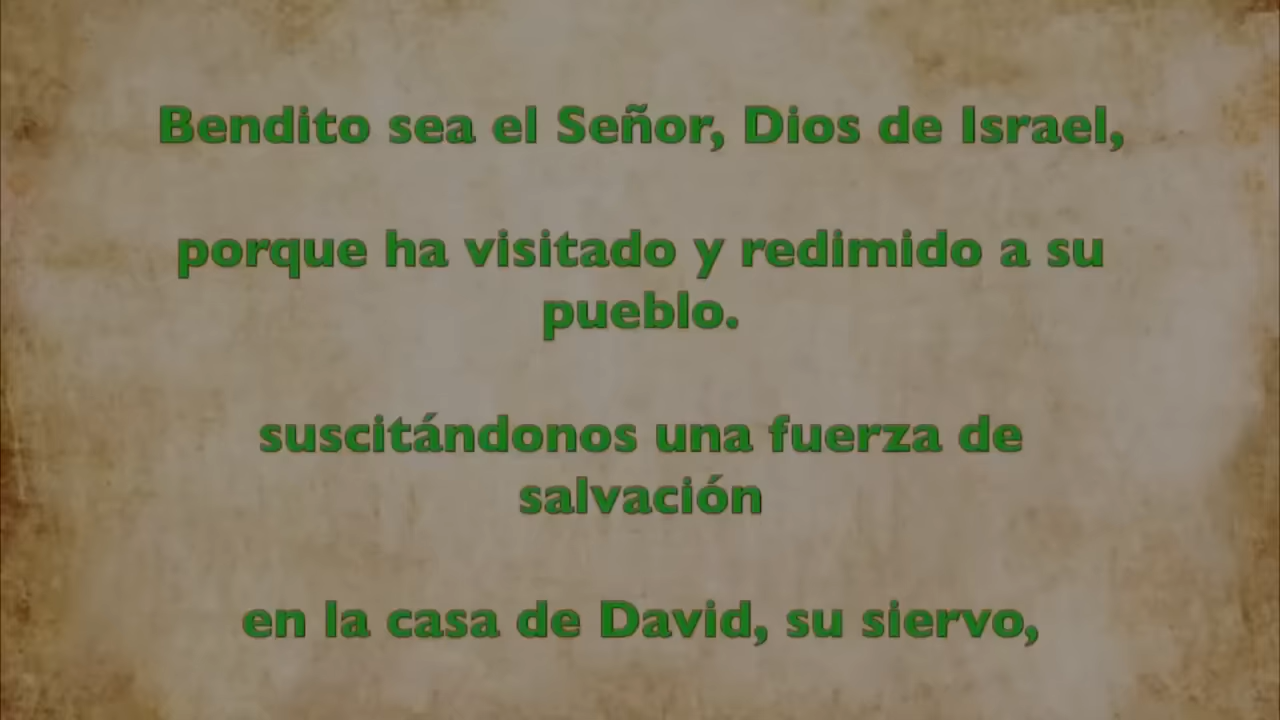 Bendito sea el Señor, Dios de Israel,
porque ha visitado y redimido a su
pueblo.
suscitándonos una fuerza de
salvación
en la casa de David, su siervo,